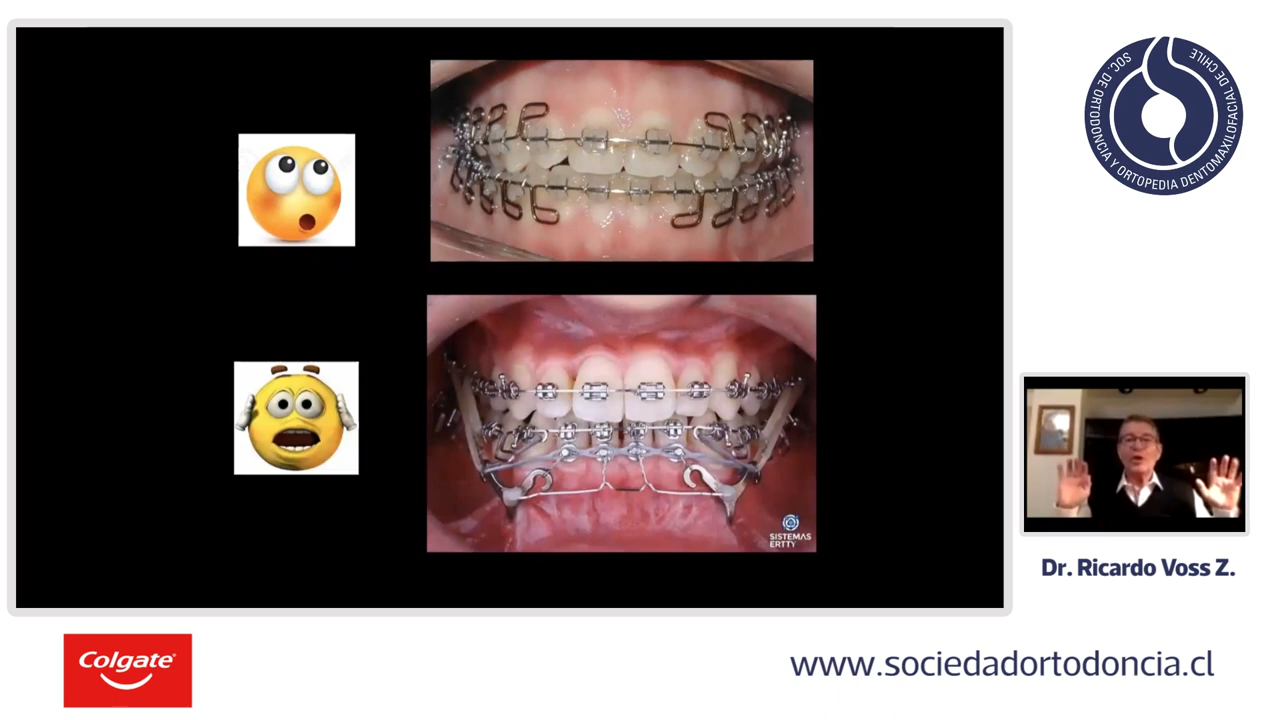 SOC. DE ORTODONCIA Y ORTOPEDIA DENTOMAXILOFACIAL DE CHILE
SISTEMAS
ERTTY
Dr. Ricardo Voss Z.
Colgate®
www.sociedadortodoncia.cl